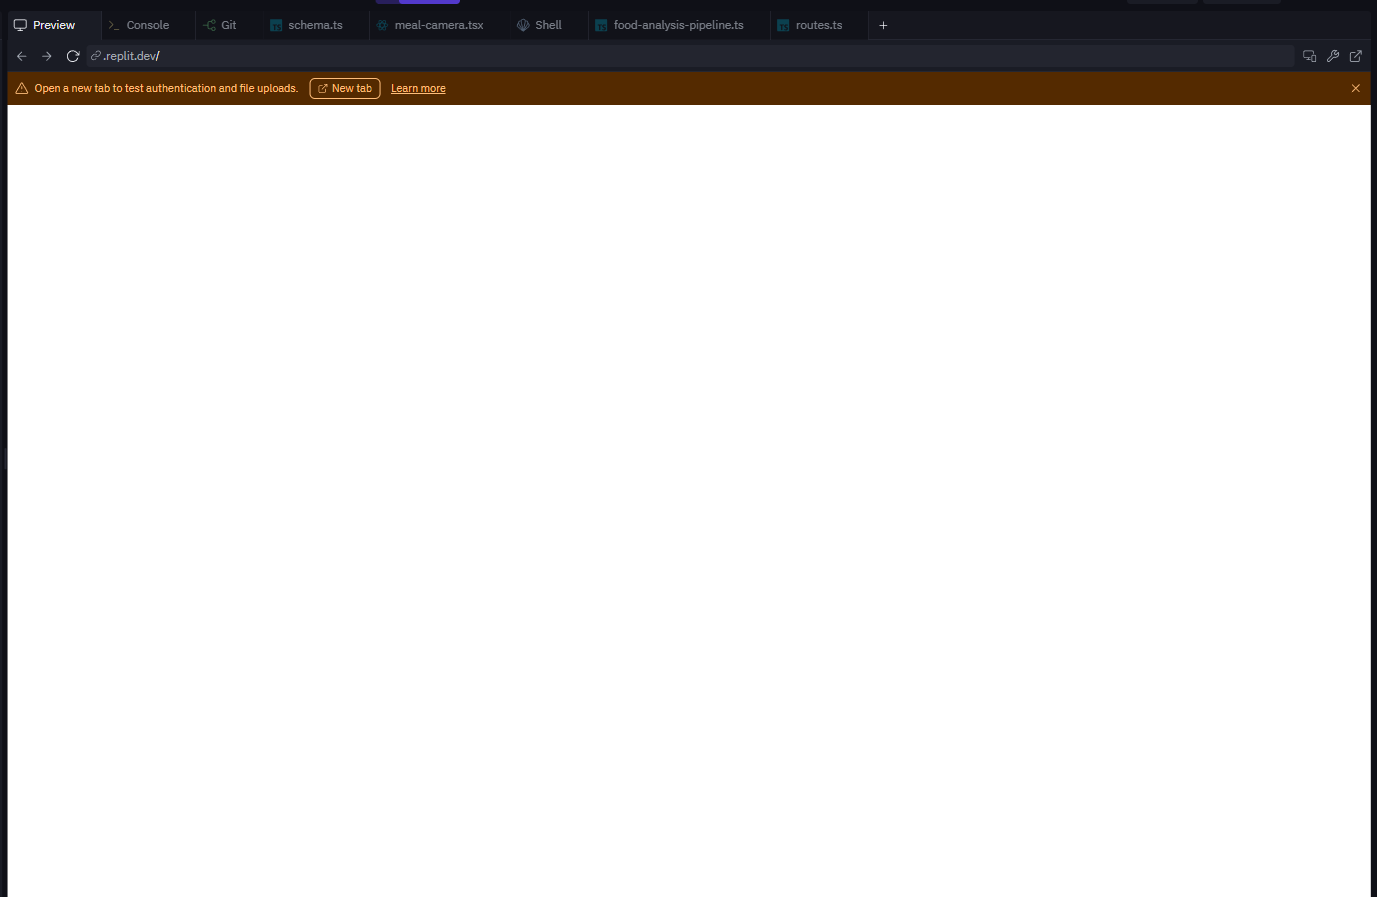 Preview Console Git schema.ts meal-camera.tsx Shell food-analysis-pipeline.ts routes.ts +
.replit.dev/
Open a new tab to test authentication and file uploads. New tab Learn more